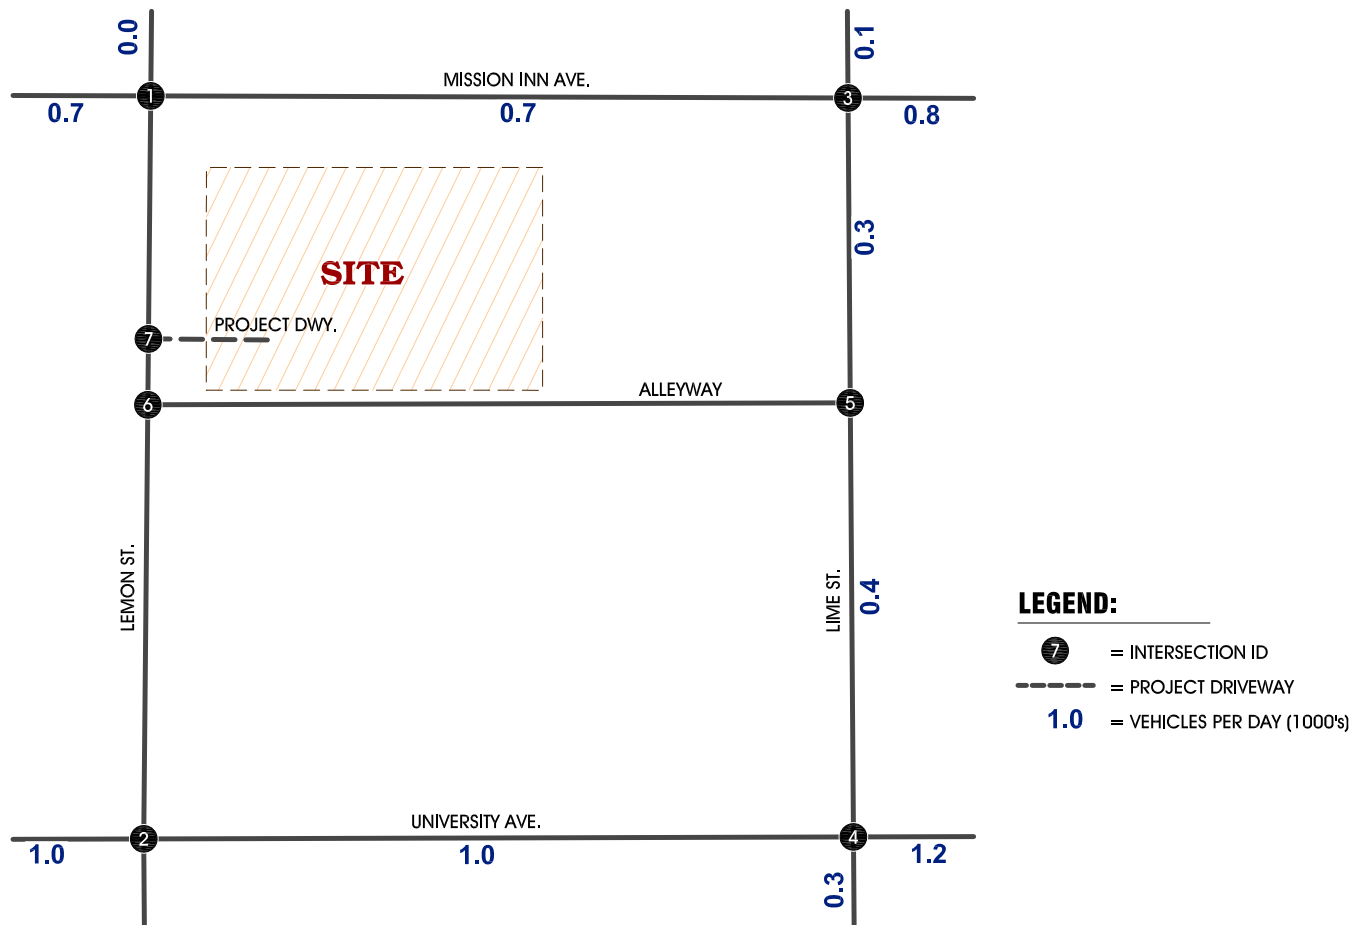 0.0
0.1
MISSION INN AVE.
1
3
0.7
0.7
0.8
0.3
SITE
PROJECT DWY.
7
ALLEYWAY
6
5
LEMON ST.
LIME ST.
0.4
LEGEND:
7 = INTERSECTION ID
= PROJECT DRIVEWAY
1.0 = VEHICLES PER DAY (1000's)
UNIVERSITY AVE.
2
4
1.0
1.0
1.2
0.3